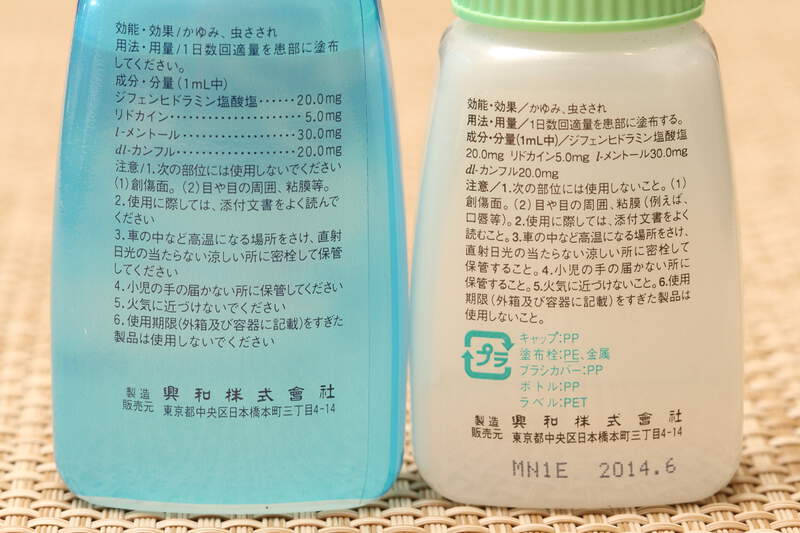 効能・効果/かゆみ、虫さされ
用法・用量/1日数回適量を患部に塗布
してください。
成分・分量(1mL中)
ジフェンヒドラミン塩酸塩……20.0mg
リドカイン……………………5.0mg
l-メントール…………………30.0mg
dl-カンフル…………………20.0mg
注意/1.次の部位には使用しないでください
(1)創傷面。(2)目や目の周囲、粘膜等。
2.使用に際しては、添付文書をよく読んで
ください
3.車の中など高温になる場所をさけ、直射
日光の当たらない涼しい所に密栓して保管
してください
4.小児の手の届かない所に保管してください
5.火気に近づけないでください
6.使用期限(外箱及び容器に記載)をすぎた
製品は使用しないでください
製造
販売元
興和株式會社
東京都中央区日本橋本町三丁目4-14
効能・効果/かゆみ、虫さされ
用法・用量/1日数回適量を患部に塗布する。
成分・分量(1mL中)/ジフェンヒドラミン塩酸塩
20.0mg リドカイン5.0mg l-メントール30.0mg
dl-カンフル20.0mg
注意/1.次の部位には使用しないこと。(1)
創傷面。(2)目や目の周囲、粘膜(例えば、
口唇等)。2.使用に際しては、添付文書をよく
読むこと。3.車の中など高温になる場所をさけ、
直射日光の当たらない涼しい所に密栓して
保管すること。4.小児の手の届かない所に
保管すること。5.火気に近づけないこと。6.使用
期限(外箱及び容器に記載)をすぎた製品は
使用しないこと。
プラ
キャップ:PP
塗布栓:PE、金属
ブラシカバー:PP
ボトル:PP
ラベル:PET
製造
販売元
興和株式會社
東京都中央区日本橋本町三丁目4-14
MN1E 2014.6